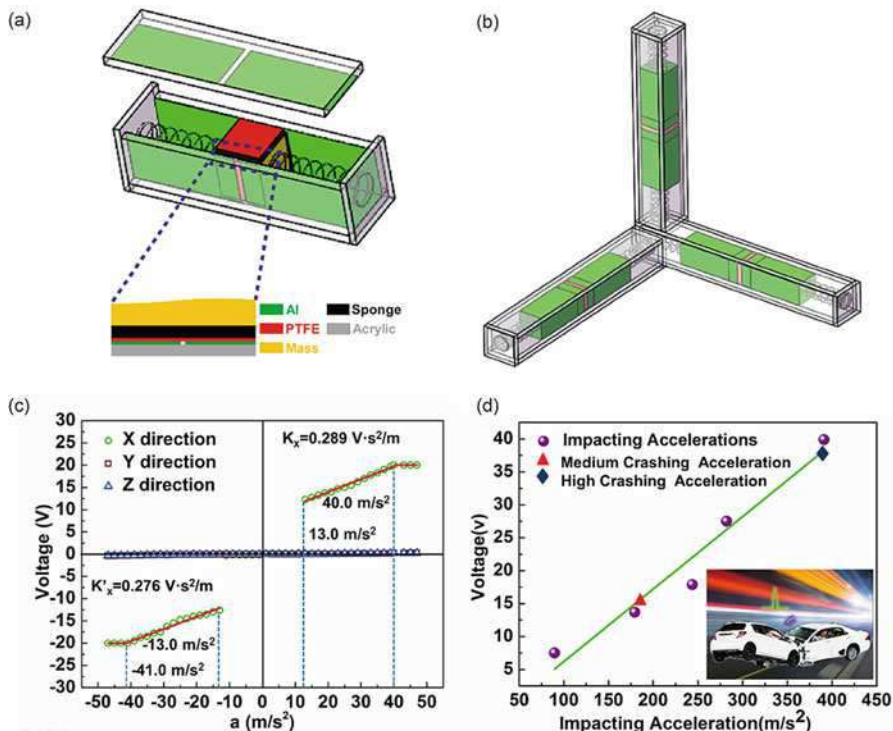 (a)
(b)
Al
Sponge
PTFE
Acrylic
Mass
(c)
30
25
20
15
10
5
0
-5
-10
-15
-20
-25
-30
Voltage (V)
X direction
Y direction
Z direction
Kₓ=0.289 V·s²/m
40.0 m/s²
13.0 m/s²
K'ₓ=0.276 V·s²/m
-13.0 m/s²
-41.0 m/s²
-50 -40 -30 -20 -10 0 10 20 30 40 50
a (m/s²)
(d)
40
35
30
25
20
15
10
5
Voltage(v)
Impacting Accelerations
Medium Crashing Acceleration
High Crashing Acceleration
50 100 150 200 250 300 350 400 450
Impacting Acceleration(m/s²)